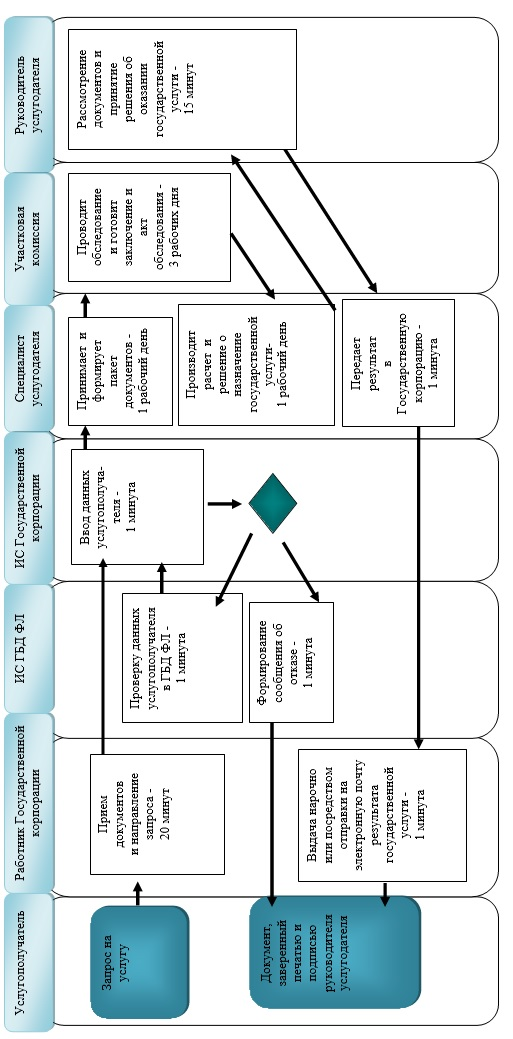 Услугополучатель
Работник Государственной
корпорации
ИС ГБД ФЛ
ИС Государственной
корпорации
Специалист
услугодателя
Участковая
комиссия
Руководитель
услугодателя
Запрос на
услугу
Документ,
заверенный
печатью и
подписью
руководителя
услугодателя
Прием
документов
и направление
запроса -
20 минут
Выдача нарочно
или посредством
отправки на
электронную почту
результата
государственной
услуги -
1 минута
Проверку данных
услугополучателя
в ГБД ФЛ -
1 минута
Формирование
сообщения об
отказе -
1 минута
Ввод данных
услугополуча-
теля -
1 минута
Принимает и
формирует
пакет
документов -
1 рабочий день
Производит
расчет и
решение о
назначение
государственной
услуги-
1 рабочий день
Передает
результат
в
Государственную
корпорацию -
1 минута
Проводит
обследование
и готовит
заключение и
акт
обследования -
3 рабочих дня
Рассмотрение
документов и
принятие
решения об
оказании
государственной
услуги -
15 минут